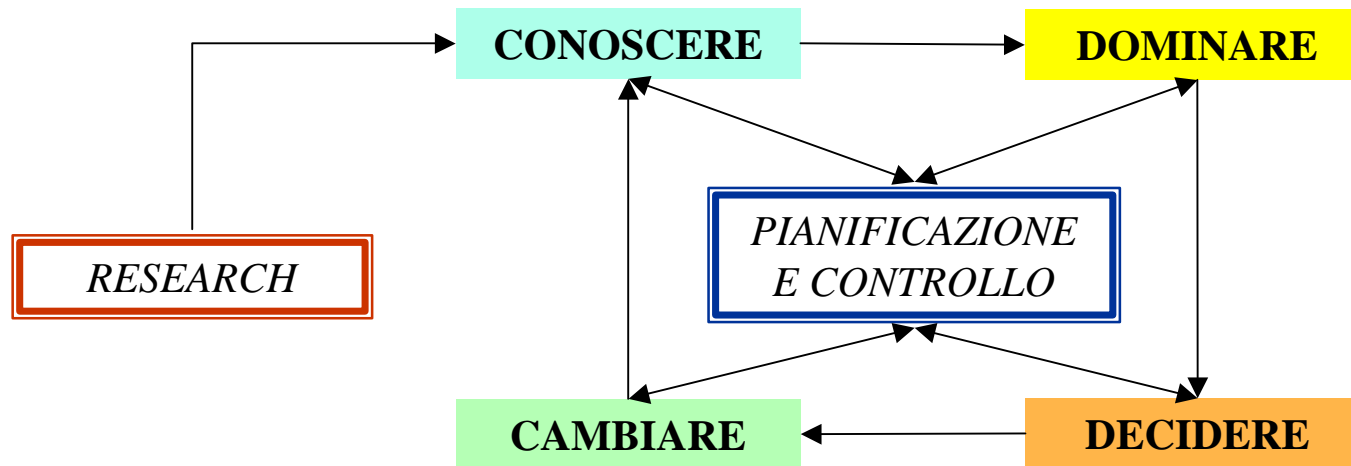 CONOSCERE
DOMINARE
PIANIFICAZIONE
E CONTROLLO
RESEARCH
CAMBIARE
DECIDERE